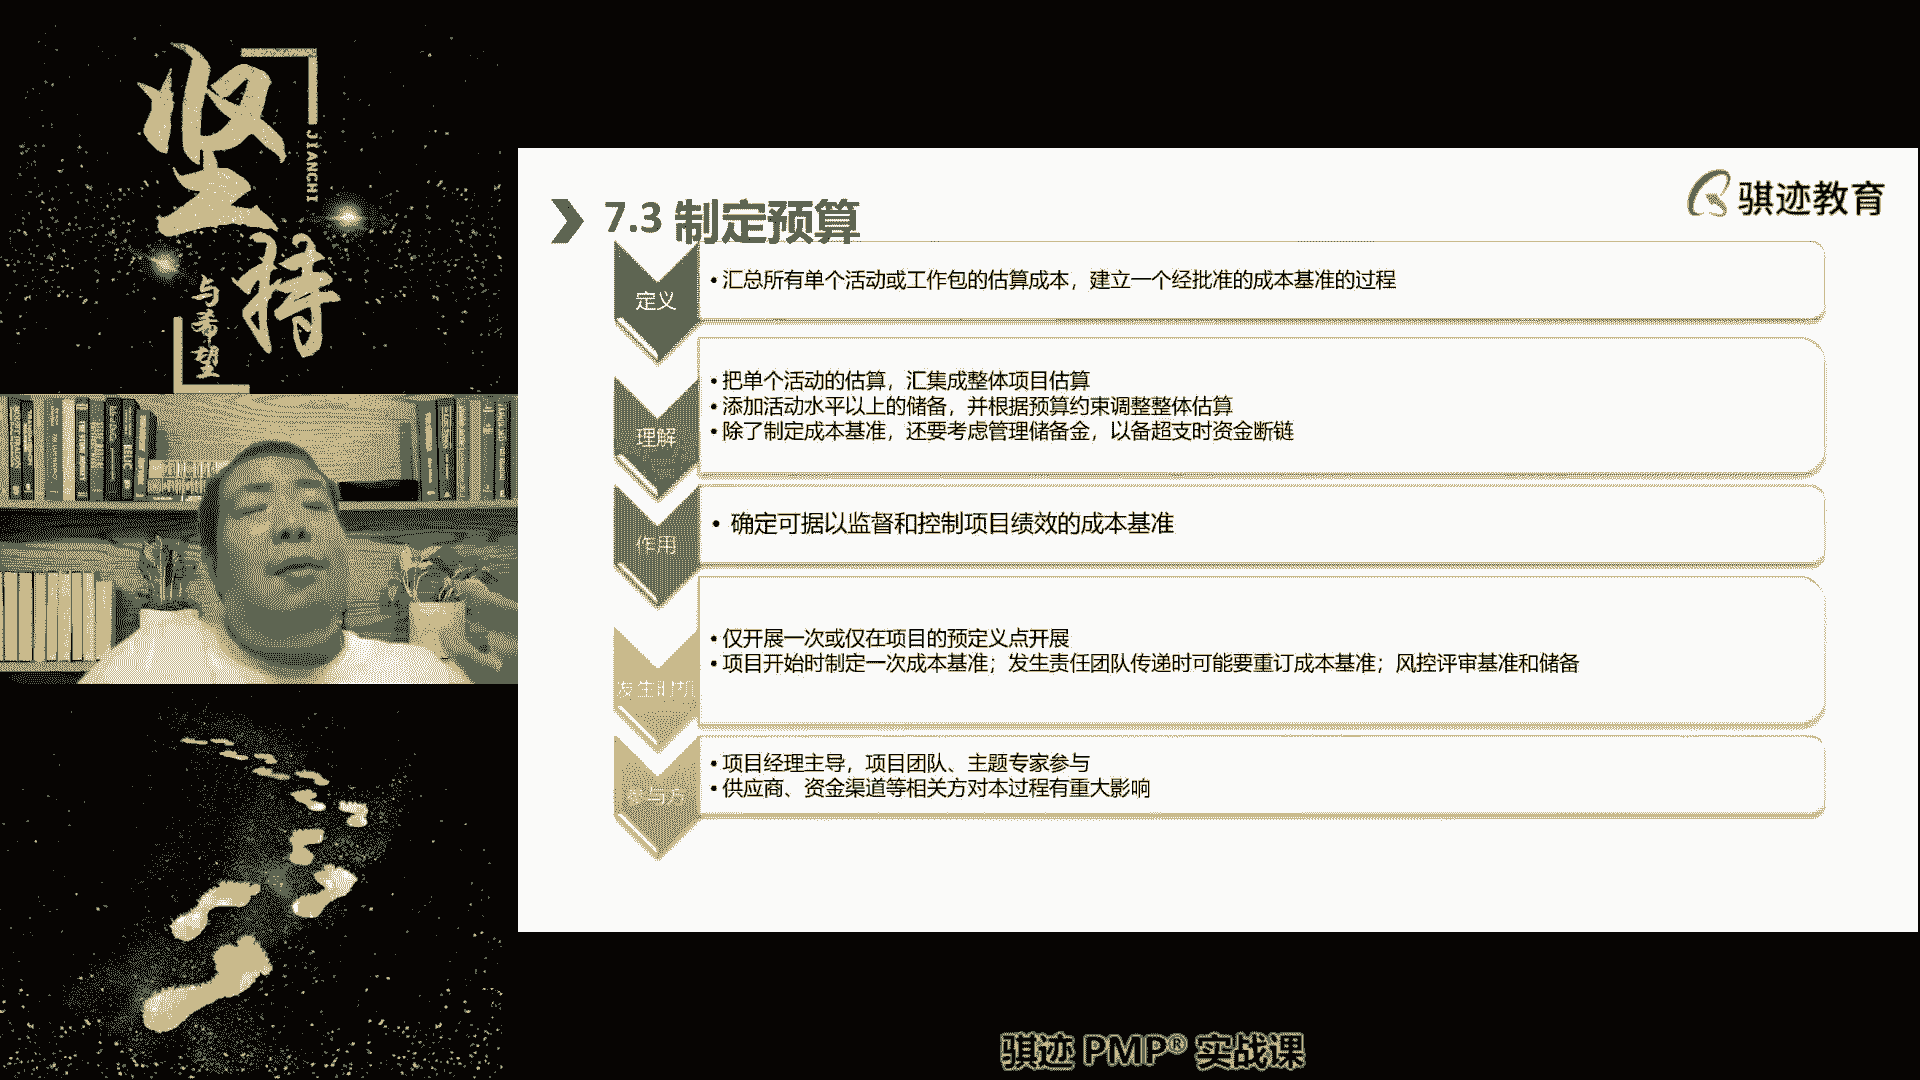 坚持
JIANCHI
与希望
骐迹教育
7.3 制定预算
定义
•汇总所有单个活动或工作包的估算成本，建立一个经批准的成本基准的过程
理解
•把单个活动的估算，汇集成整体项目估算
•添加活动水平以上的储备，并根据预算约束调整整体估算
•除了制定成本基准，还要考虑管理储备金，以备超支时资金断链
作用
• 确定可据以监督和控制项目绩效的成本基准
发生时机
•仅开展一次或仅在项目的预定义点开展
•项目开始时制定一次成本基准；发生责任团队传递时可能要重订成本基准；风控评审基准和储备
参与方
•项目经理主导，项目团队、主题专家参与
•供应商、资金渠道等相关方对本过程有重大影响
骐迹 PMP® 实战课